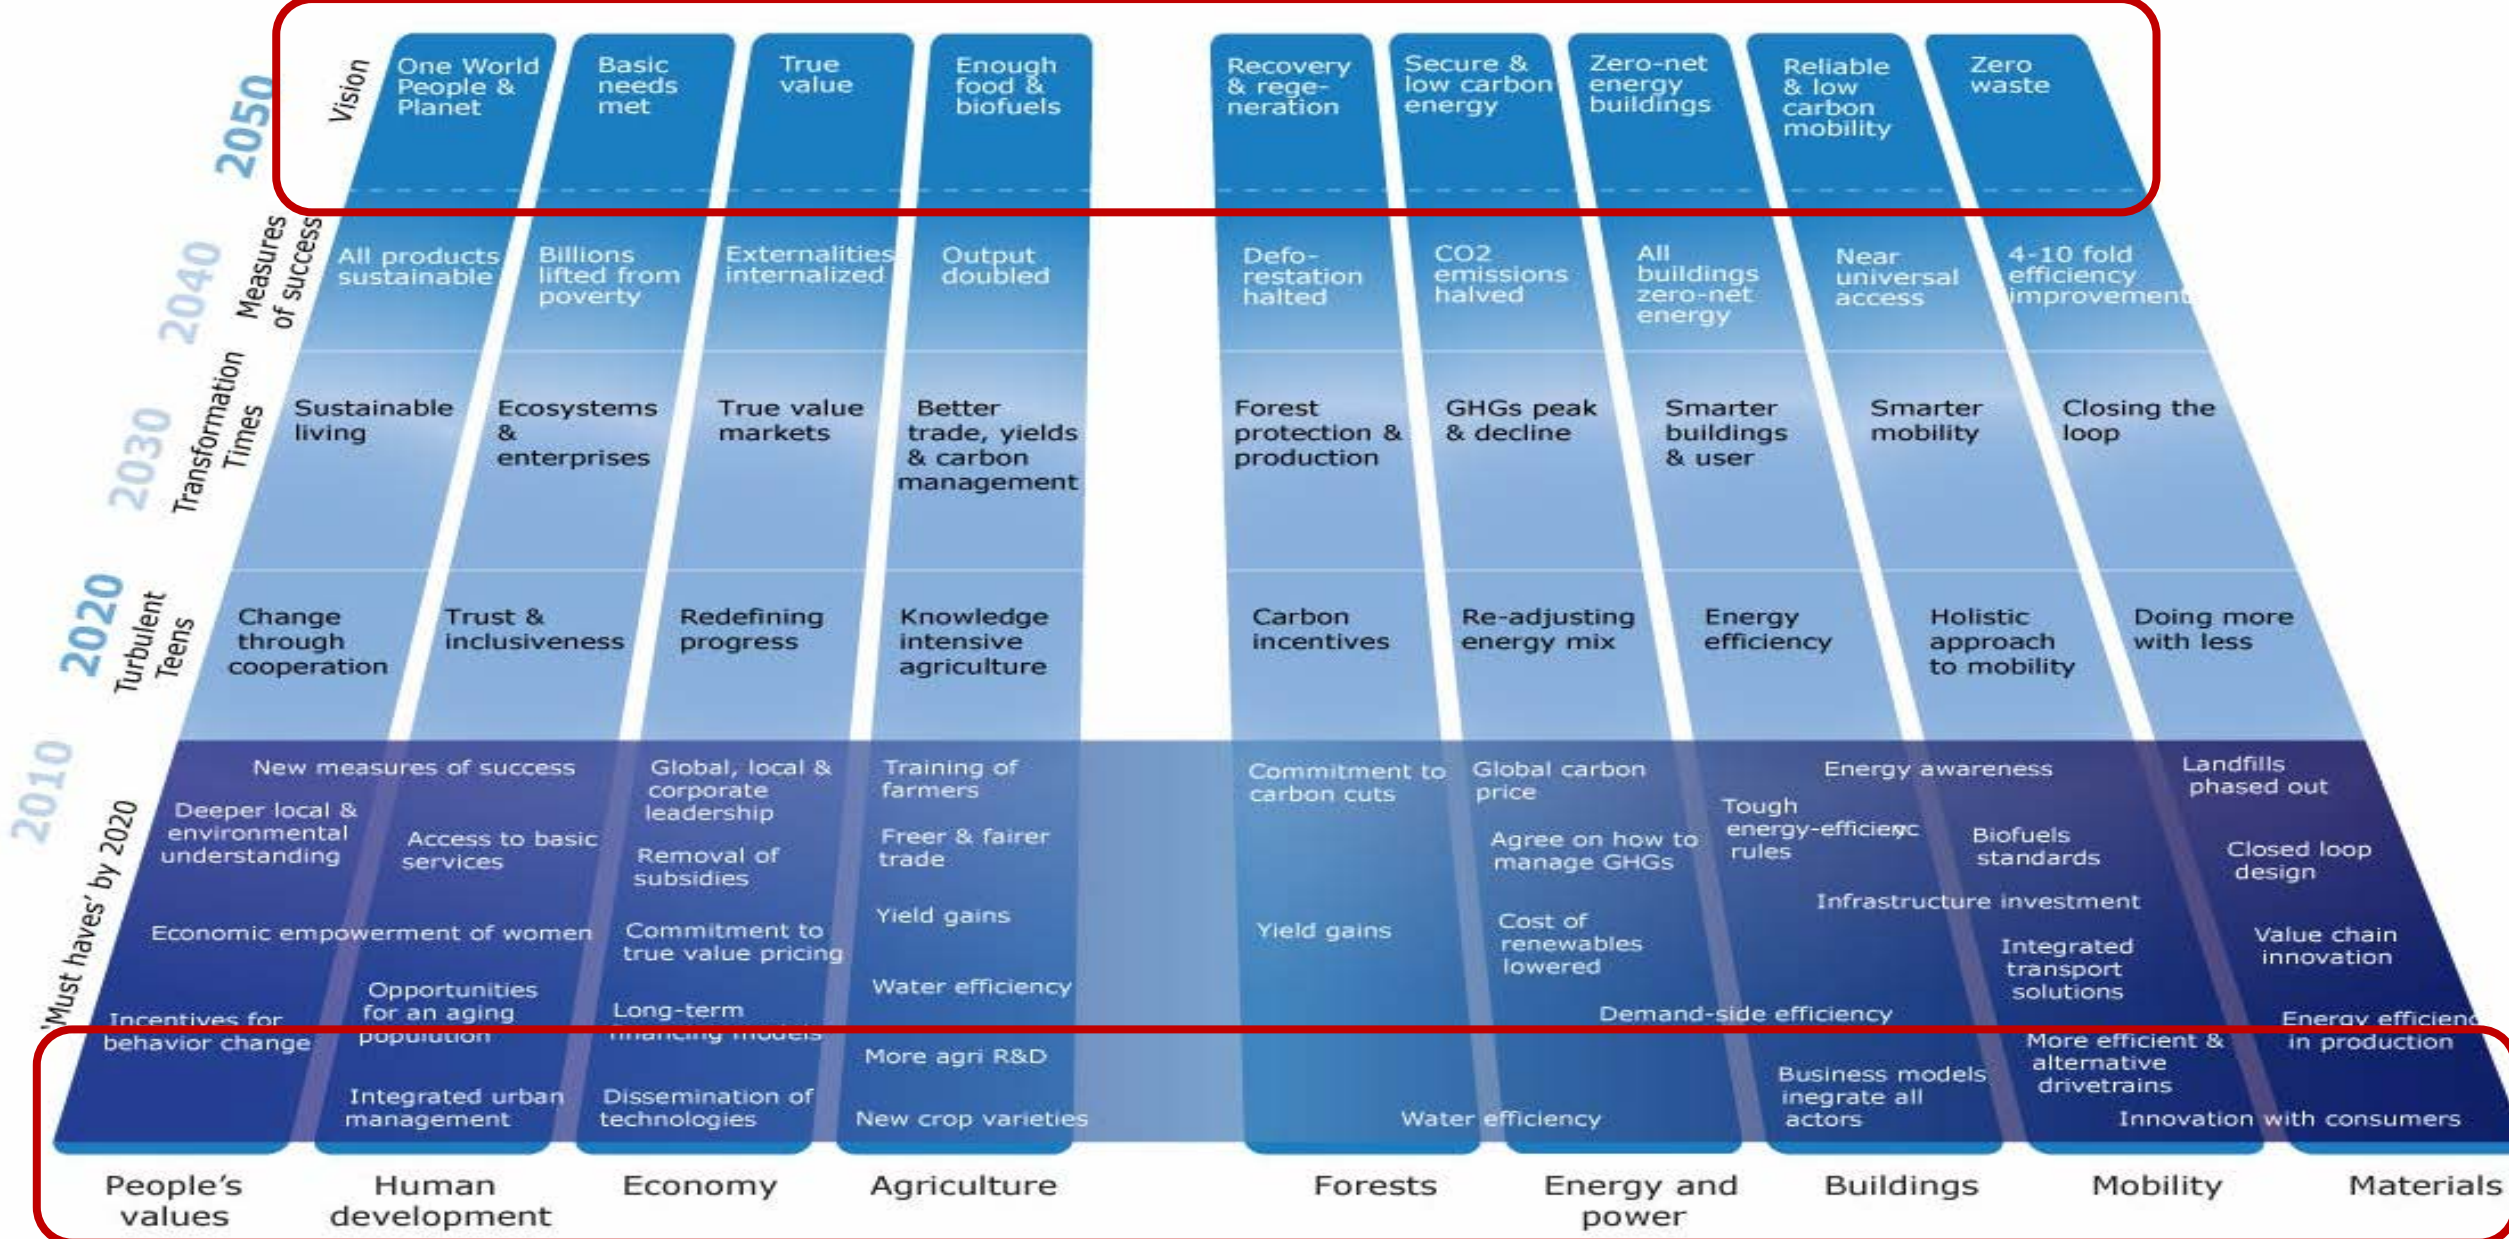 2050
Vision
One World
People &
Planet
Basic
needs
met
True
value
Enough
food &
biofuels
Recovery
& rege-
neration
Secure &
low carbon
energy
Zero-net
energy
buildings
Reliable
& low
carbon
mobility
Zero
waste
2040
Measures
of success
All products
sustainable
Billions
lifted from
poverty
Externalities
internalized
Output
doubled
Defo-
restation
halted
CO2
emissions
halved
All
buildings
zero-net
energy
Near
universal
access
4-10 fold
efficiency
improvement
2030
Transformation
Times
Sustainable
living
Ecosystems
&
enterprises
True value
markets
Better
trade, yields
& carbon
management
Forest
protection &
production
GHGs peak
& decline
Smarter
buildings
& user
Smarter
mobility
Closing the
loop
2020
Turbulent
Teens
Change
through
cooperation
Trust &
inclusiveness
Redefining
progress
Knowledge
intensive
agriculture
Carbon
incentives
Re-adjusting
energy mix
Energy
efficiency
Holistic
approach
to mobility
Doing more
with less
2010
'Must haves' by 2020
New measures of success
Deeper local &
environmental
understanding
Access to basic
services
Economic empowerment of women
Incentives for
behavior change
Opportunities
for an aging
population
Integrated urban
management
Global, local &
corporate
leadership
Removal of
subsidies
Commitment to
true value pricing
Long-term
financing models
Dissemination of
technologies
Training of
farmers
Freer & fairer
trade
Yield gains
Water efficiency
More agri R&D
New crop varieties
Commitment to
carbon cuts
Yield gains
Water efficiency
Global carbon
price
Agree on how to
manage GHGs
Cost of
renewables
lowered
Demand-side efficiency
Energy awareness
Tough
rules
Biofuels
standards
Infrastructure investment
Integrated
transport
solutions
Business models
inegrate all
actors
More efficient &
alternative
drivetrains
Landfills
phased out
Closed loop
design
Value chain
innovation
Energy efficienc
in production
Innovation with consumers
People's
values
Human
development
Economy
Agriculture
Forests
Energy and
power
Buildings
Mobility
Materials